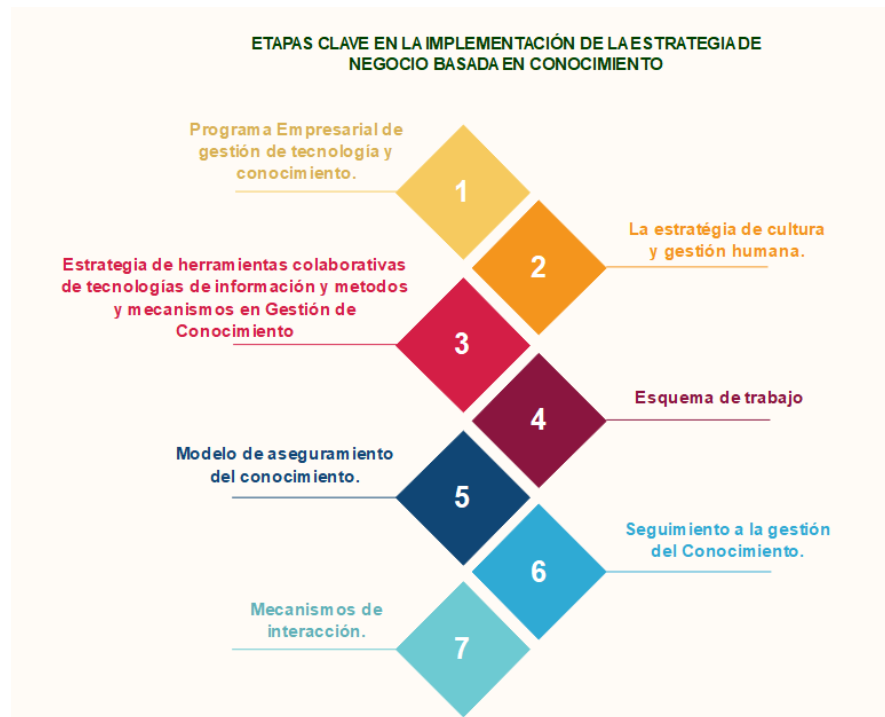 ETAPAS CLAVE EN LA IMPLEMENTACIÓN DE LA ESTRATEGIA DE
NEGOCIO BASADA EN CONOCIMIENTO
Programa Empresarial de
gestión de tecnología y
conocimiento.
1
La estratégia de cultura
y gestión humana.
2
Estrategia de herramientas colaborativas
de tecnologías de información y metodos
y mecanismos en Gestión de
Conocimiento
3
Esquema de trabajo
4
Modelo de aseguramiento
del conocimiento.
5
Seguimiento a la gestión
del Conocimiento.
6
Mecanismos de
interacción.
7